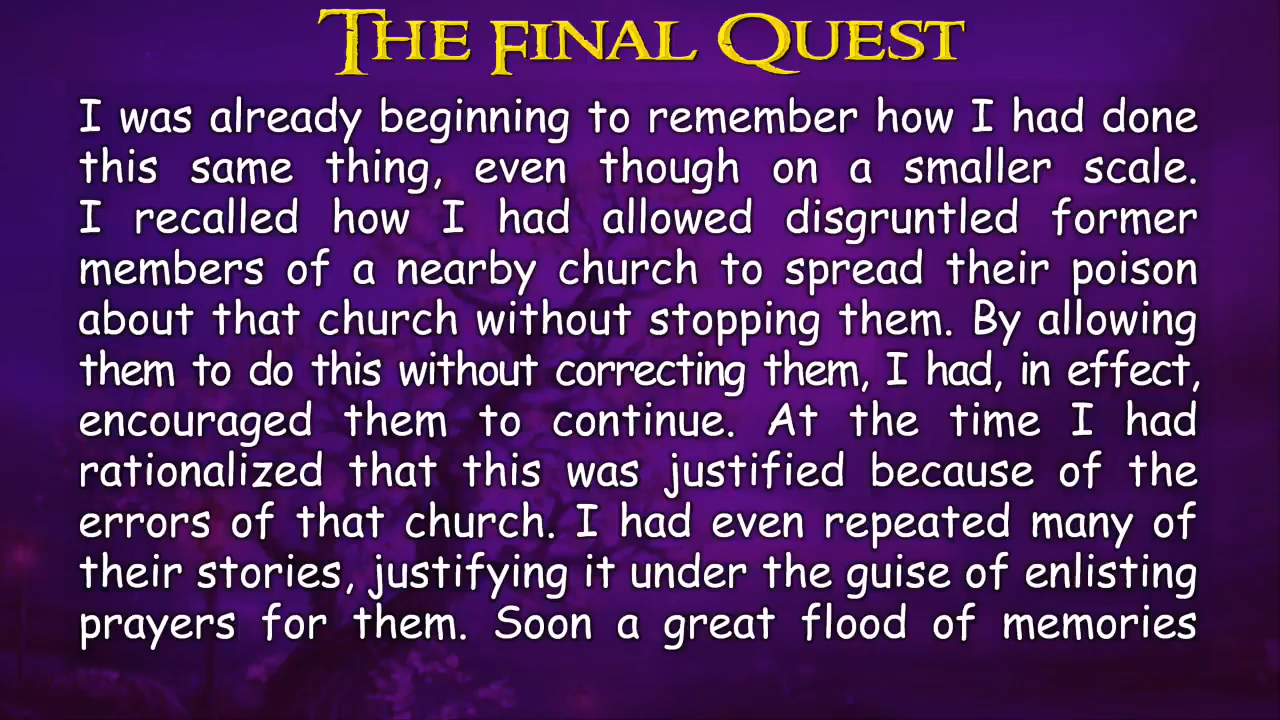 The Final Quest
I was already beginning to remember how I had done
this same thing, even though on a smaller scale.
I recalled how I had allowed disgruntled former
members of a nearby church to spread their poison
about that church without stopping them. By allowing
them to do this without correcting them, I had, in effect,
encouraged them to continue. At the time I had
rationalized that this was justified because of the
errors of that church. I had even repeated many of
their stories, justifying it under the guise of enlisting
prayers for them. Soon a great flood of memories